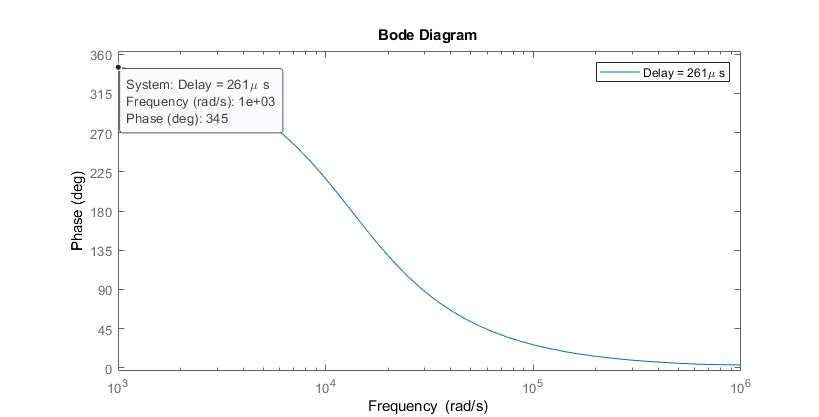 Bode Diagram
360
315
270
225
180
135
90
45
0
Phase (deg)
System: Delay = 261μ s
Frequency (rad/s): 1e+03
Phase (deg): 345
Delay = 261μ s
10³ 10⁴ 10⁵ 10⁶
Frequency (rad/s)